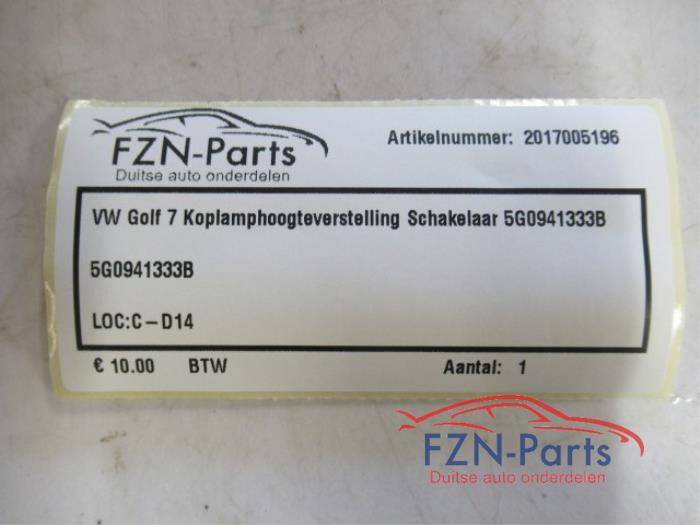 FZN-Parts
Duitse auto onderdelen
Artikelnummer: 2017005196
VW Golf 7 Koplamphoogteverstelling Schakelaar 5G0941333B
5G0941333B
LOC:C-D14
€ 10.00 BTW Aantal: 1
FZN-Parts
Duitse auto onderdelen